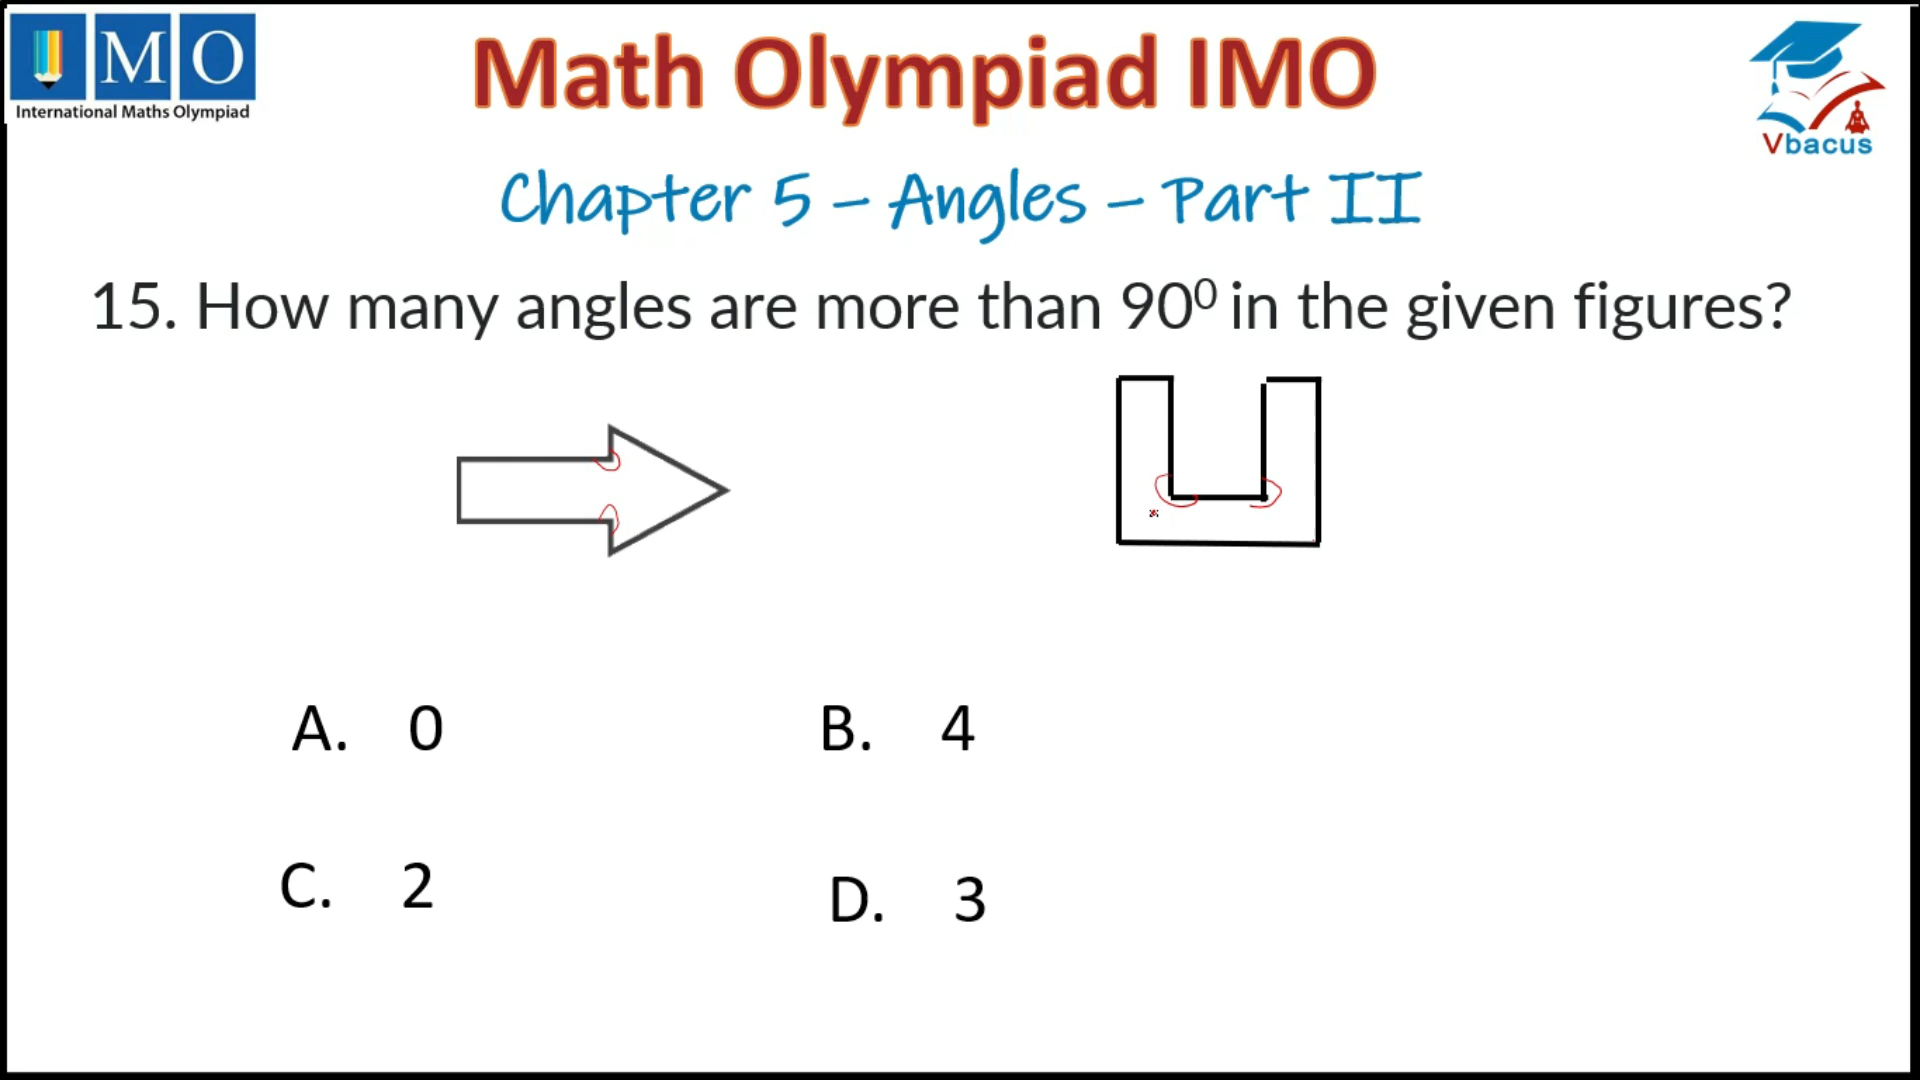 IMO
International Maths Olympiad
Math Olympiad IMO
Vbacus
Chapter 5 – Angles – Part II
15. How many angles are more than 90⁰ in the given figures?
A. 0
B. 4
C. 2
D. 3